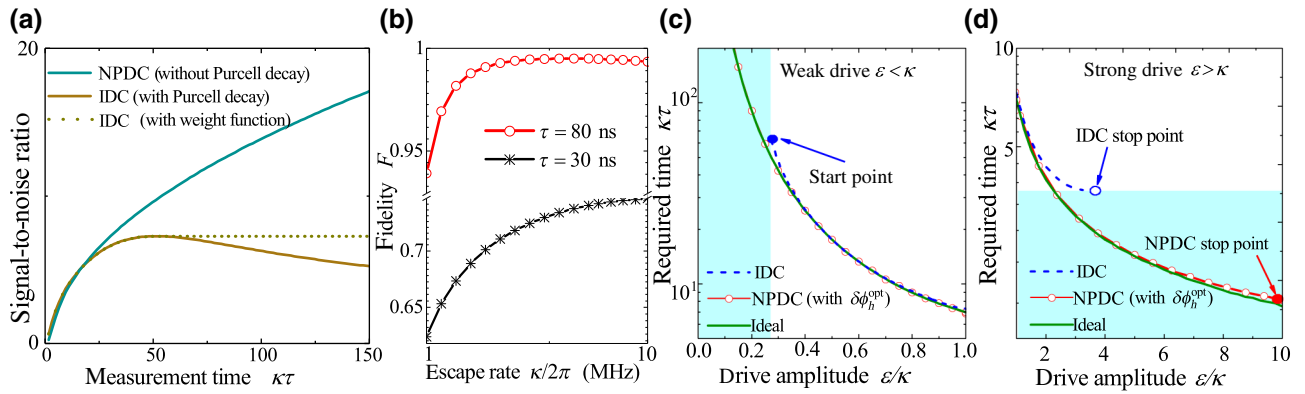 (a)
20
NPDC (without Purcell decay)
IDC (with Purcell decay)
IDC (with weight function)
Signal-to-noise ratio
0
0 50 100 150
Measurement time κτ
(b)
1
0.95
τ = 80 ns
τ = 30 ns
Fidelity F
0.7
0.65
1 10
Escape rate κ/2π (MHz)
(c)
Weak drive ε < κ
10²
Start point
Required time κτ
IDC
NPDC (with δϕ_h^opt)
10¹
Ideal
0.0 0.2 0.4 0.6 0.8 1.0
Drive amplitude ε/κ
(d)
10
Strong drive ε > κ
5
IDC stop point
Required time κτ
NPDC stop point
IDC
NPDC (with δϕ_h^opt)
Ideal
2 4 6 8 10
Drive amplitude ε/κ